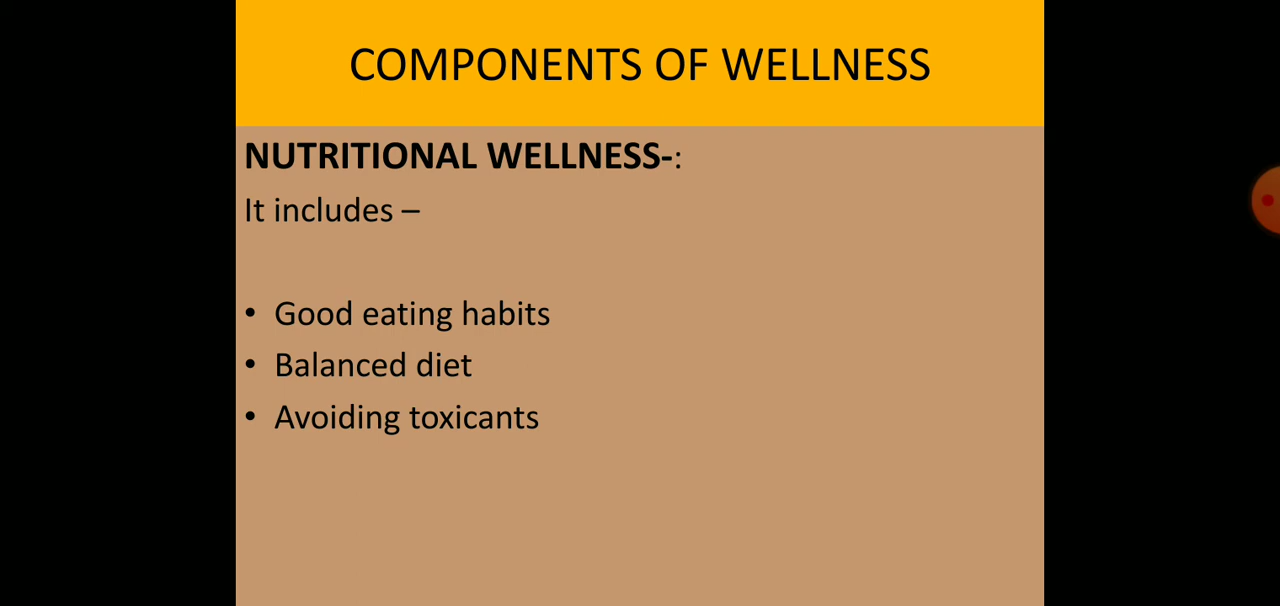 COMPONENTS OF WELLNESS
NUTRITIONAL WELLNESS-:
It includes –
• Good eating habits
• Balanced diet
• Avoiding toxicants